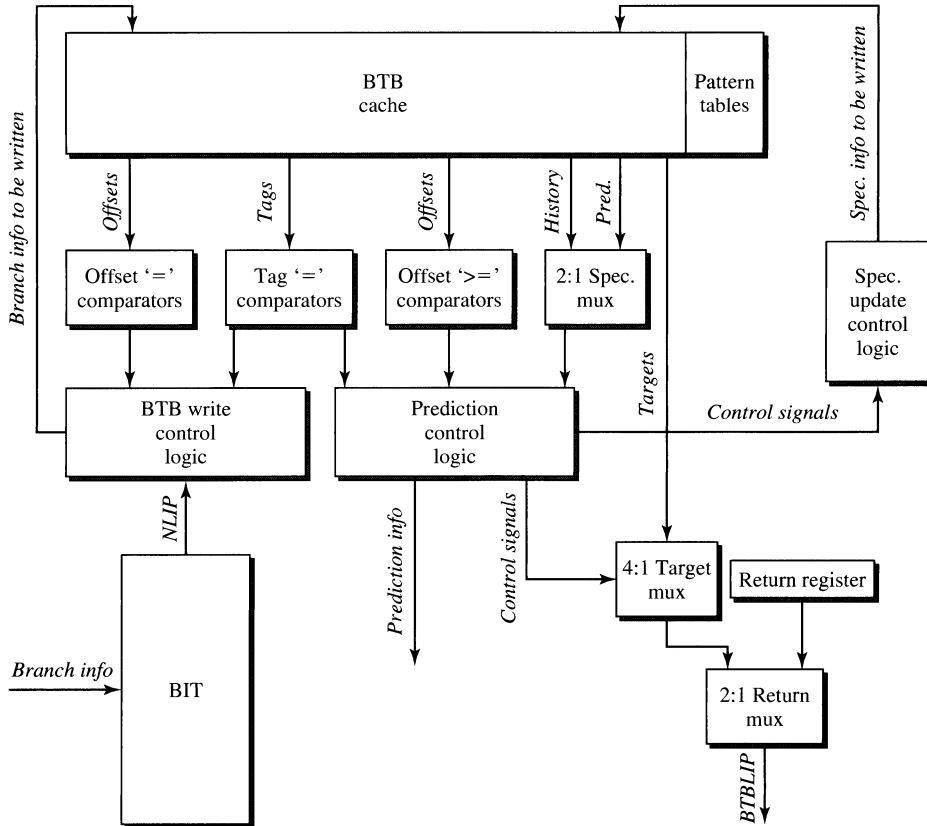 Branch info to be written
Spec. info to be written
BTB
cache
Pattern
tables
Offsets
Tags
Offsets
History
Pred.
Offset ‘=’
comparators
Tag ‘=’
comparators
Offset ‘>=’
comparators
2:1 Spec.
mux
Spec.
update
control
logic
Targets
BTB write
control
logic
Prediction
control
logic
Control signals
NLIP
Prediction info
Control signals
4:1 Target
mux
Return register
Branch info
BIT
2:1 Return
mux
BTBLIP